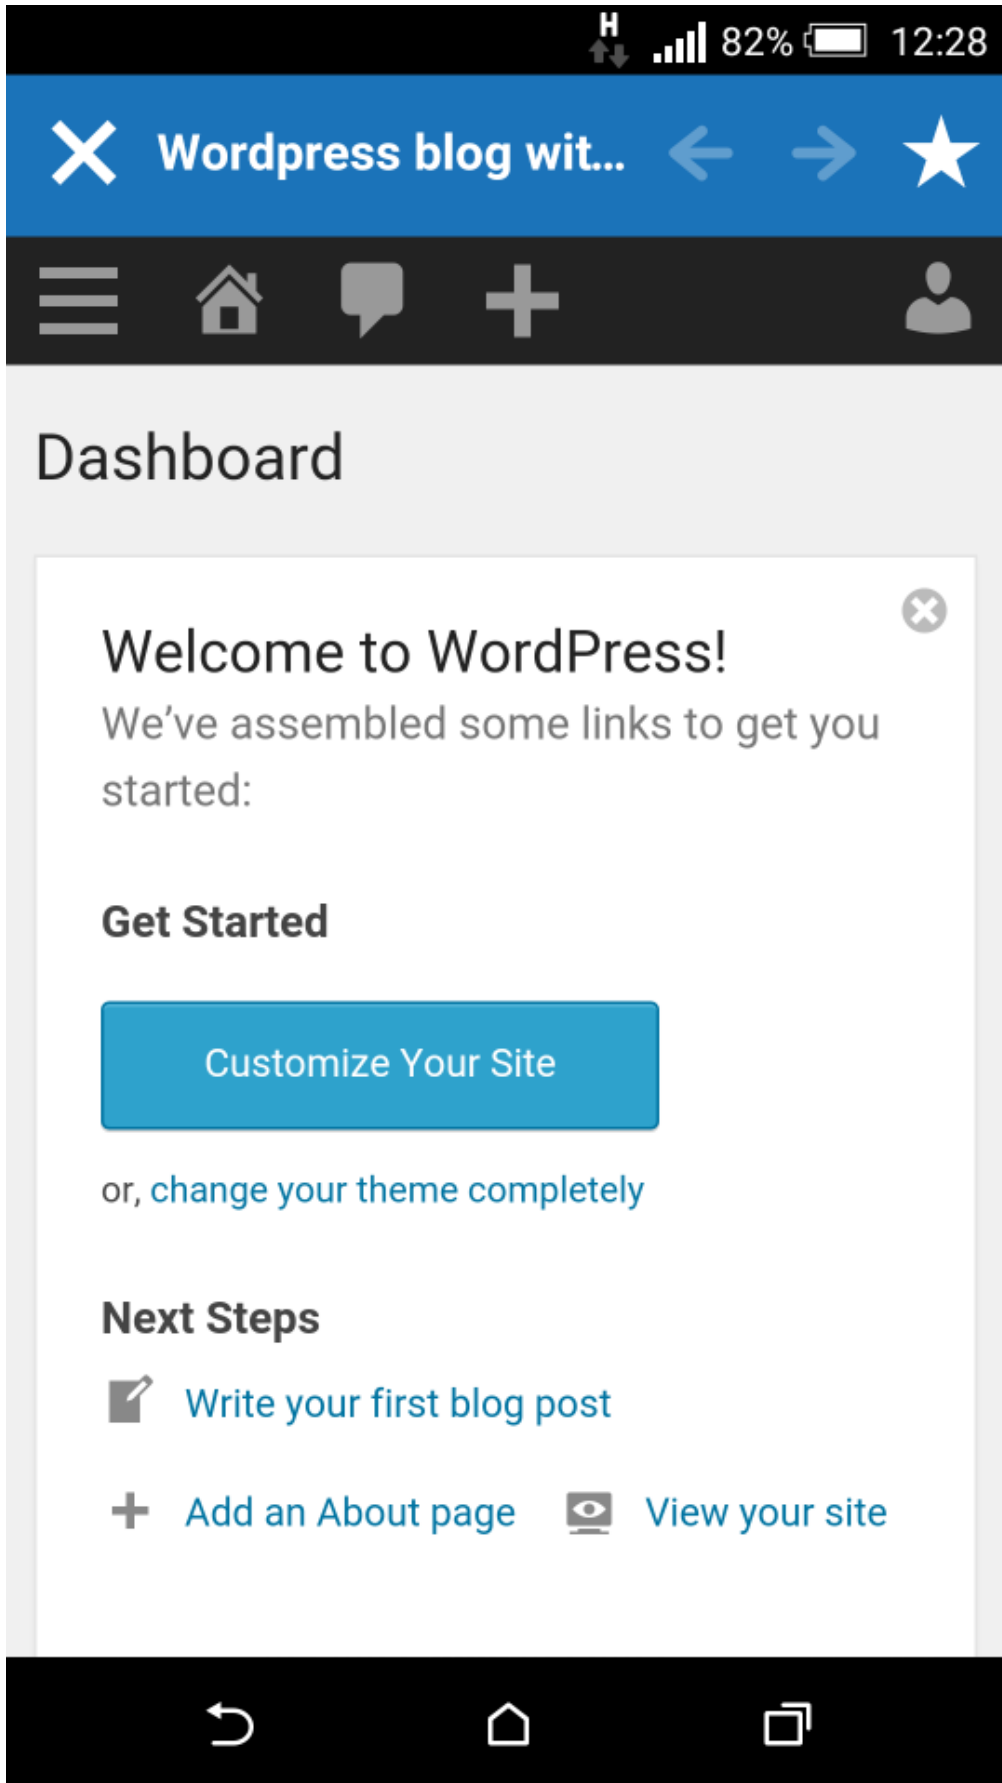 H 82% 12:28
Wordpress blog wit...
Dashboard
Welcome to WordPress!
We’ve assembled some links to get you
started:
Get Started
Customize Your Site
or, change your theme completely
Next Steps
Write your first blog post
Add an About page View your site